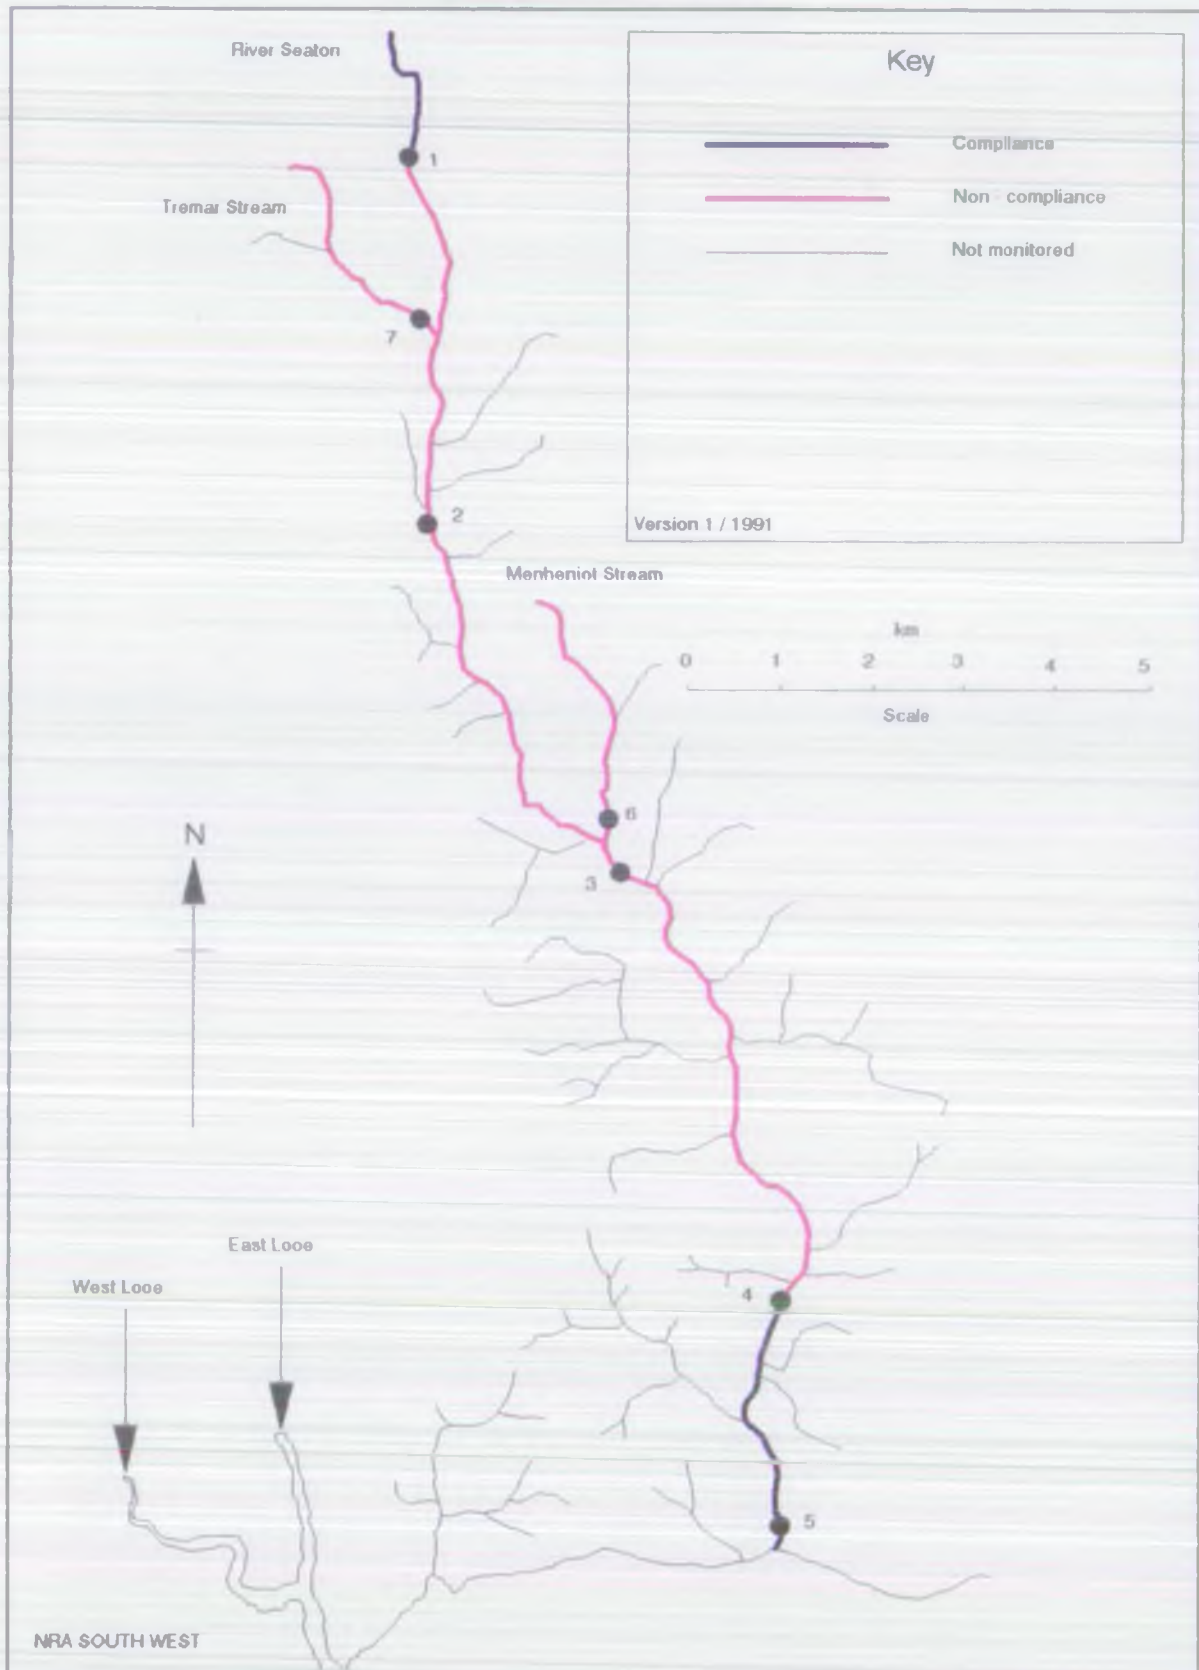 River Seaton
Key
Compliance
1
Non - compliance
Tremar Stream
Not monitored
7
2
Version 1 / 1991
Menheniot Stream
km
0 1 2 3 4 5
Scale
6
N
3
East Looe
West Looe
4
5
NRA SOUTH WEST